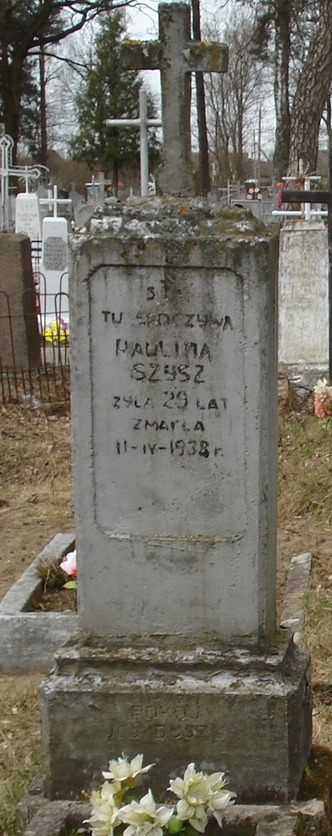 Ś.P.
TU SPOCZYWA
PAULINA
SZYSZ
ŻYŁA 29 LAT
ZMARŁA
11-IV-1938 r.
POKÓJ
JEJ DUSZY